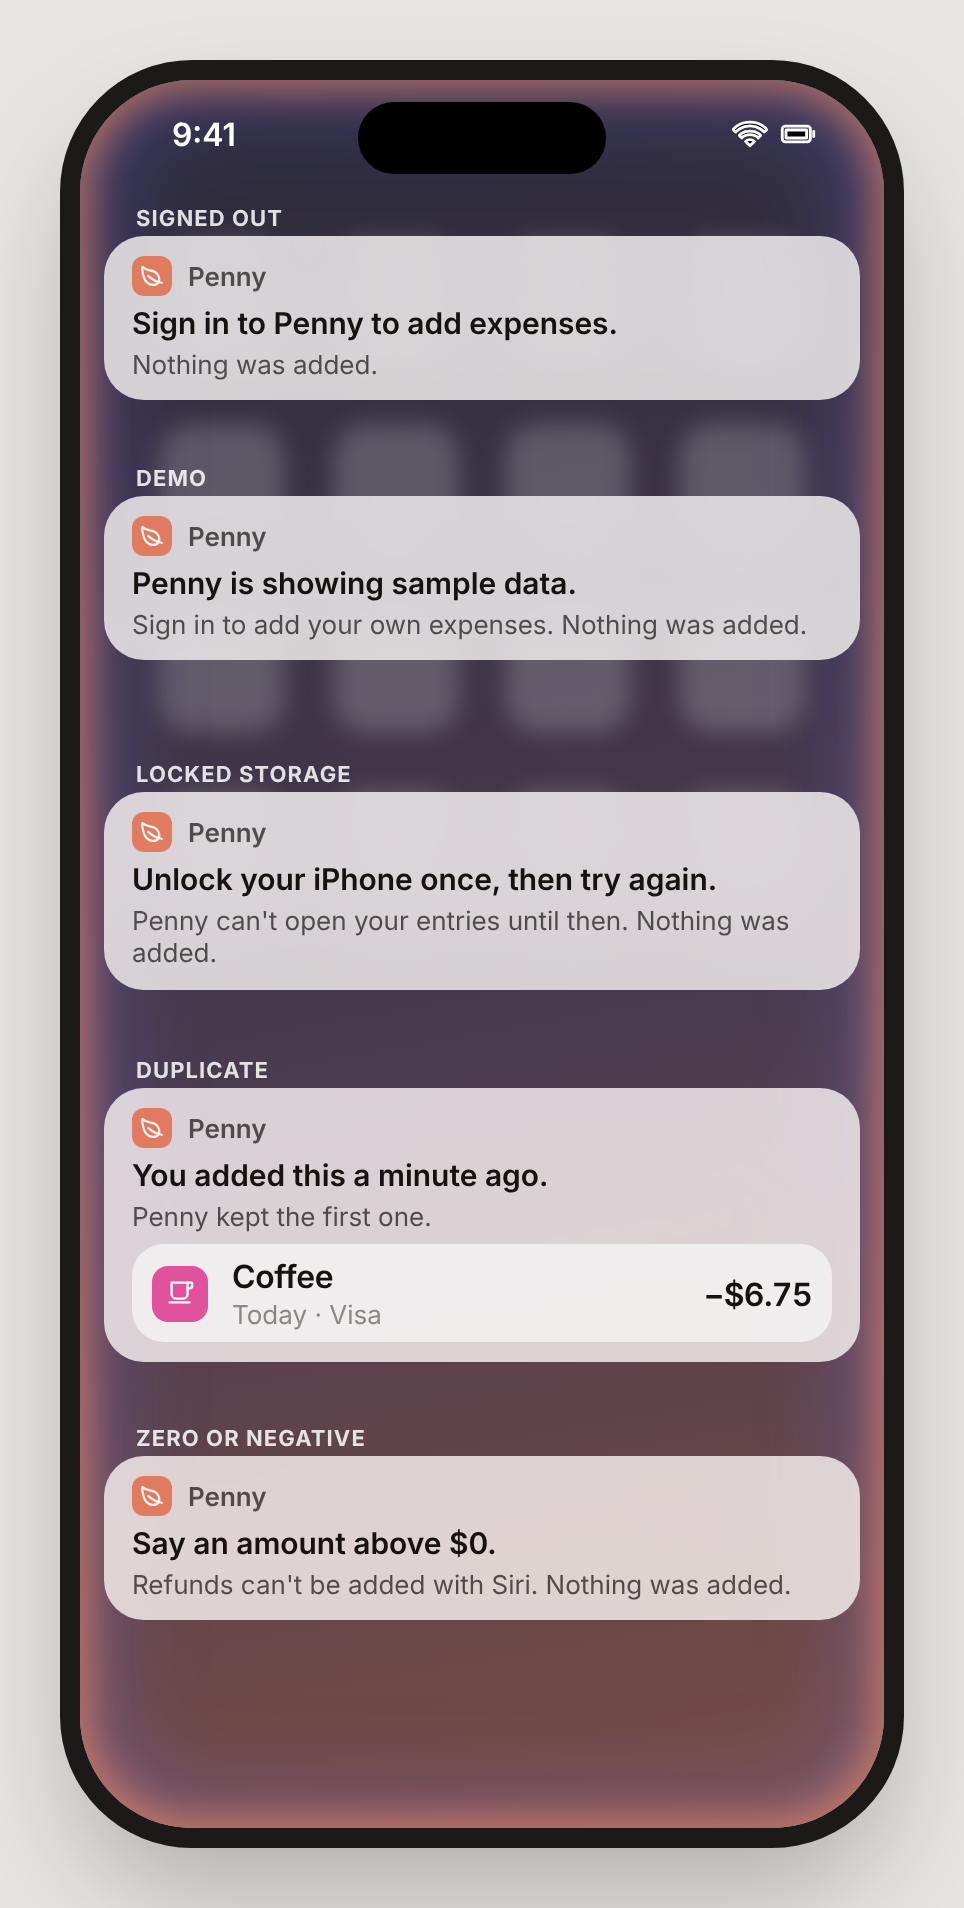 9:41
SIGNED OUT
Penny
Sign in to Penny to add expenses.
Nothing was added.
DEMO
Penny
Penny is showing sample data.
Sign in to add your own expenses. Nothing was added.
LOCKED STORAGE
Penny
Unlock your iPhone once, then try again.
Penny can't open your entries until then. Nothing was
added.
DUPLICATE
Penny
You added this a minute ago.
Penny kept the first one.
Coffee
−$6.75
Today · Visa
ZERO OR NEGATIVE
Penny
Say an amount above $0.
Refunds can't be added with Siri. Nothing was added.